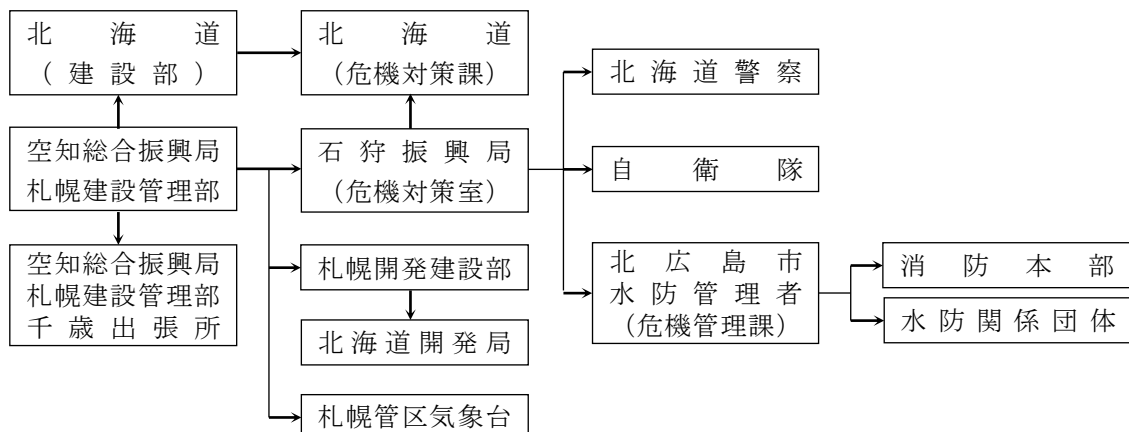 北海道
(建設部)
北海道
(危機対策課)
北海道警察
空知総合振興局
札幌建設管理部
石狩振興局
(危機対策室)
自衛隊
空知総合振興局
札幌建設管理部
千歳出張所
札幌開発建設部
北海道開発局
札幌管区気象台
北広島市
水防管理者
(危機管理課)
消防本部
水防関係団体